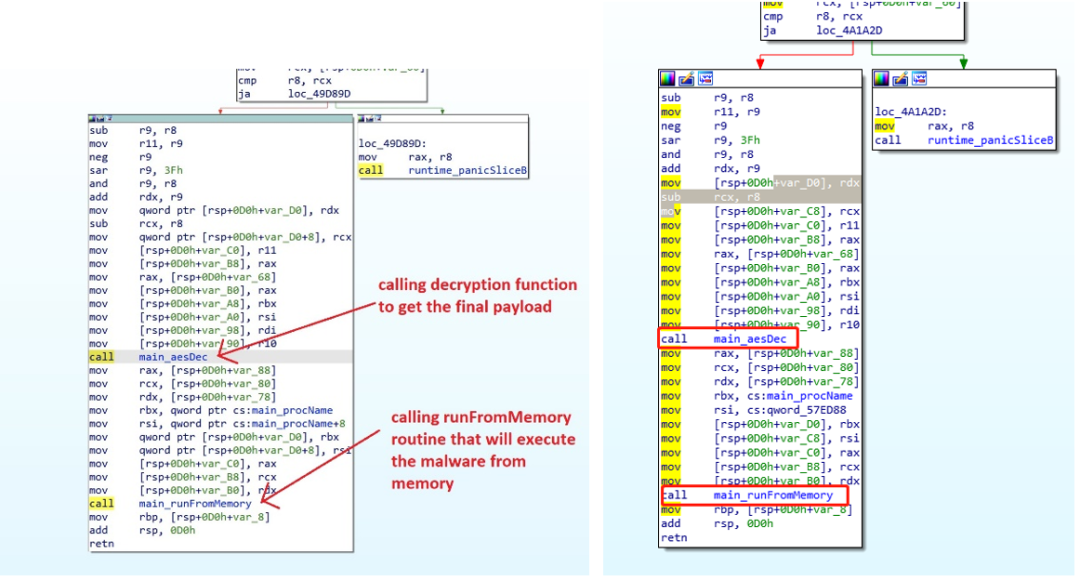 cmp r8, rcx
ja loc_49D89D
sub r9, r8
mov r11, r9
neg r9
sar r9, 3Fh
and r9, r8
add rdx, r9
mov qword ptr [rsp+0D0h+var_D0], rdx
sub rcx, r8
mov qword ptr [rsp+0D0h+var_D0+8], rcx
mov [rsp+0D0h+var_C0], r11
mov [rsp+0D0h+var_B8], rax
mov rax, [rsp+0D0h+var_68]
mov [rsp+0D0h+var_B0], rax
mov [rsp+0D0h+var_A8], rbx
mov [rsp+0D0h+var_A0], rsi
mov [rsp+0D0h+var_98], rdi
mov [rsp+0D0h+var_90], r10
call main_aesDec
mov rax, [rsp+0D0h+var_88]
mov rcx, [rsp+0D0h+var_80]
mov rdx, [rsp+0D0h+var_78]
mov rbx, qword ptr cs:main_procName
mov rsi, qword ptr cs:main_procName+8
mov qword ptr [rsp+0D0h+var_D0], rbx
mov qword ptr [rsp+0D0h+var_D0+8], rsi
mov [rsp+0D0h+var_C0], rax
mov [rsp+0D0h+var_B8], rcx
mov [rsp+0D0h+var_B0], rdx
call main_runFromMemory
mov rbp, [rsp+0D0h+var_8]
add rsp, 0D0h
retn
loc_49D89D:
mov rax, r8
call runtime_panicSliceB
calling decryption function
to get the final payload
calling runFromMemory
routine that will execute
the malware from
memory
mov rcx, [rsp+0D0h+var_60]
cmp r8, rcx
ja loc_4A1A2D
sub r9, r8
mov r11, r9
neg r9
sar r9, 3Fh
and r9, r8
add rdx, r9
mov [rsp+0D0h+var_D0], rdx
sub rcx, r8
mov [rsp+0D0h+var_C8], rcx
mov [rsp+0D0h+var_C0], r11
mov [rsp+0D0h+var_B8], rax
mov rax, [rsp+0D0h+var_68]
mov [rsp+0D0h+var_B0], rax
mov [rsp+0D0h+var_A8], rbx
mov [rsp+0D0h+var_A0], rsi
mov [rsp+0D0h+var_98], rdi
mov [rsp+0D0h+var_90], r10
call main_aesDec
mov rax, [rsp+0D0h+var_88]
mov rcx, [rsp+0D0h+var_80]
mov rdx, [rsp+0D0h+var_78]
mov rbx, cs:main_procName
mov rsi, cs:qword_57ED88
mov [rsp+0D0h+var_D0], rbx
mov [rsp+0D0h+var_C8], rsi
mov [rsp+0D0h+var_C0], rax
mov [rsp+0D0h+var_B8], rcx
mov [rsp+0D0h+var_B0], rdx
call main_runFromMemory
mov rbp, [rsp+0D0h+var_8]
add rsp, 0D0h
retn
loc_4A1A2D:
mov rax, r8
call runtime_panicSliceB